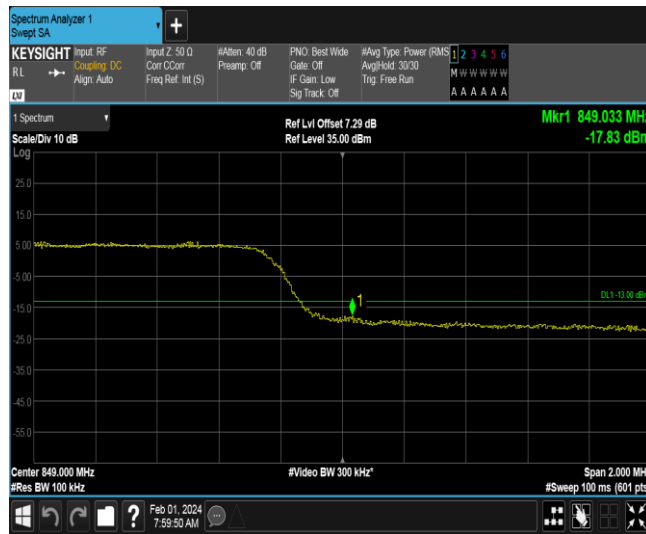 Spectrum Analyzer 1
Swept SA
+
KEYSIGHT
RL
LXI
Input: RF
Coupling: DC
Align: Auto
Input Z: 50 Ω
Corr CCorr
Freq Ref: Int (S)
#Atten: 40 dB
Preamp: Off
PNO: Best Wide
Gate: Off
IF Gain: Low
Sig Track: Off
#Avg Type: Power (RMS
Avg|Hold: 30/30
Trig: Free Run
1 2 3 4 5 6
M W W W W W
A A A A A A
1 Spectrum
Scale/Div 10 dB
Ref Lvl Offset 7.29 dB
Ref Level 35.00 dBm
Mkr1 849.033 MHz
-17.83 dBm
Log
25.0
15.0
5.00
-5.00
-15.0
-25.0
-35.0
-45.0
-55.0
DL1 -13.00 dBm
1
Center 849.000 MHz
#Res BW 100 kHz
#Video BW 300 kHz*
Span 2.000 MHz
#Sweep 100 ms (601 pts
?
Feb 01, 2024
7:59:50 AM